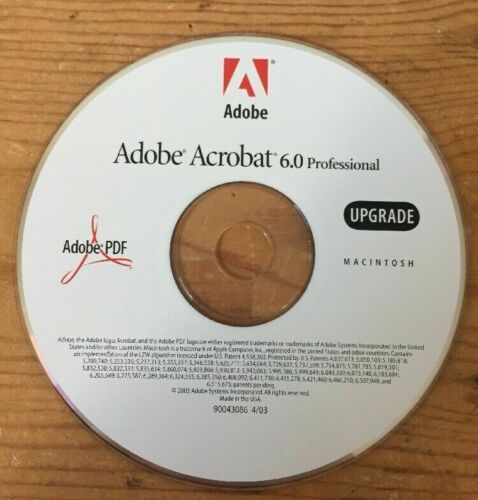 Adobe®
Adobe® Acrobat® 6.0 Professional
UPGRADE
Adobe® PDF
MACINTOSH
Adobe, the Adobe logo, Acrobat, and the Adobe PDF logo are either registered trademarks or trademarks of Adobe Systems Incorporated in the United
States and/or other countries. Macintosh is a trademark of Apple Computer, Inc., registered in the United States and other countries. Contains
an implementation of the LZW algorithm licensed under U.S. Patent 4,558,302. Protected by U.S. Patents
patents pending.
© 2003 Adobe Systems Incorporated. All rights reserved.
Made in the USA.
90043086 4/03